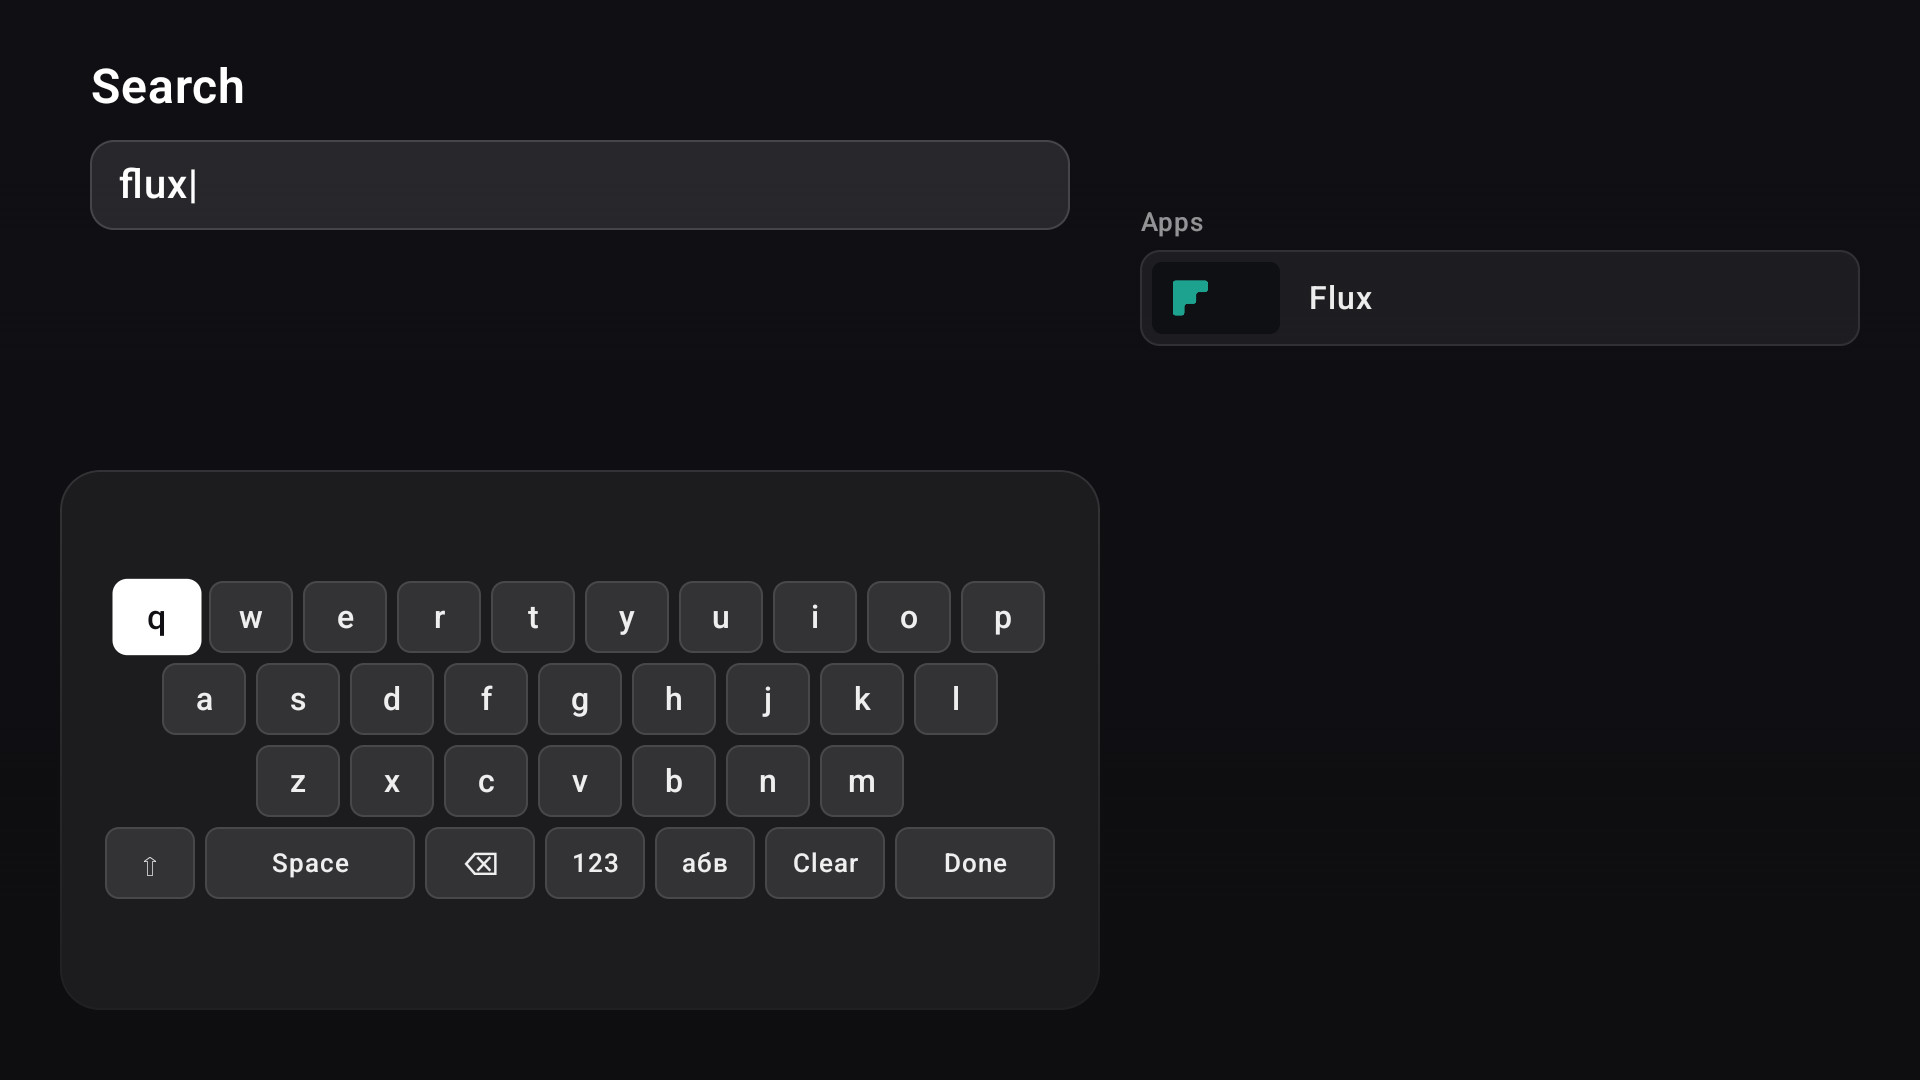 Search
flux|
Apps
Flux
q w e r t y u i o p
a s d f g h j k l
z x c v b n m
⇧ Space ⌫ 123 абв Clear Done